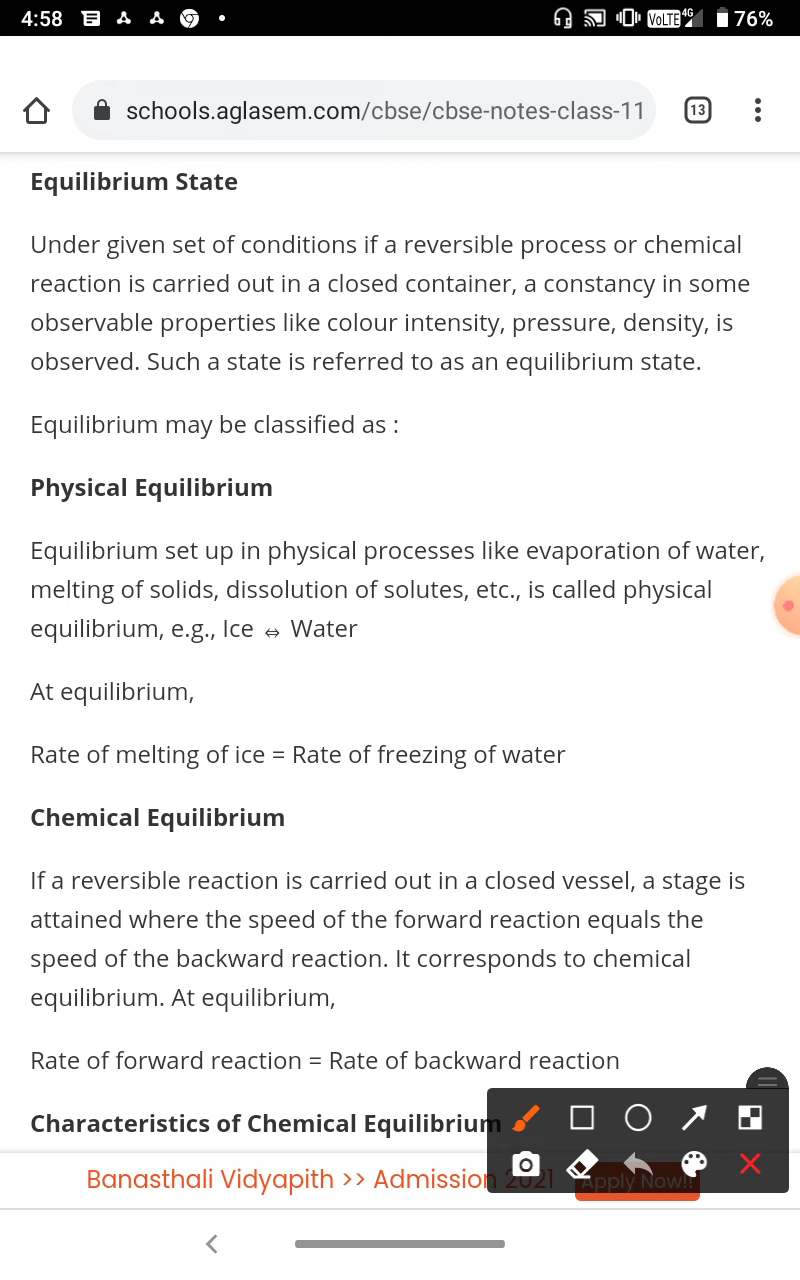 4:58
VoLTE 4G 76%
schools.aglasem.com/cbse/cbse-notes-class-11
13
Equilibrium State
Under given set of conditions if a reversible process or chemical
reaction is carried out in a closed container, a constancy in some
observable properties like colour intensity, pressure, density, is
observed. Such a state is referred to as an equilibrium state.
Equilibrium may be classified as :
Physical Equilibrium
Equilibrium set up in physical processes like evaporation of water,
melting of solids, dissolution of solutes, etc., is called physical
equilibrium, e.g., Ice ⇔ Water
At equilibrium,
Rate of melting of ice = Rate of freezing of water
Chemical Equilibrium
If a reversible reaction is carried out in a closed vessel, a stage is
attained where the speed of the forward reaction equals the
speed of the backward reaction. It corresponds to chemical
equilibrium. At equilibrium,
Rate of forward reaction = Rate of backward reaction
Characteristics of Chemical Equilibrium
Banasthali Vidyapith >> Admission 2021
Apply Now!!